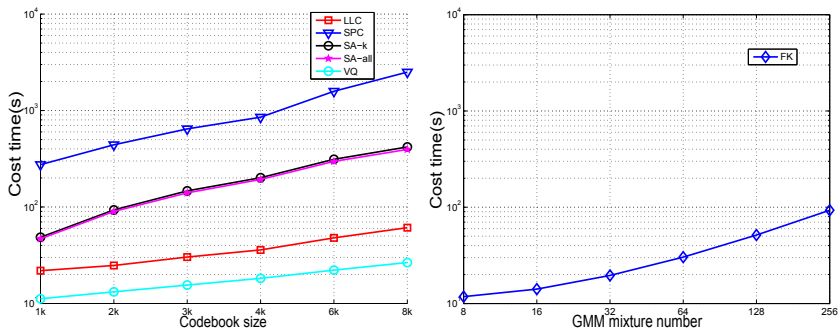 10^4
10^3
10^2
10
Cost time(s)
1k 2k 3k 4k 6k 8k
Codebook size
LLC
SPC
SA-k
SA-all
VQ
10^4
10^3
10^2
10
Cost time(s)
8 16 32 64 128 256
GMM mixture number
FK